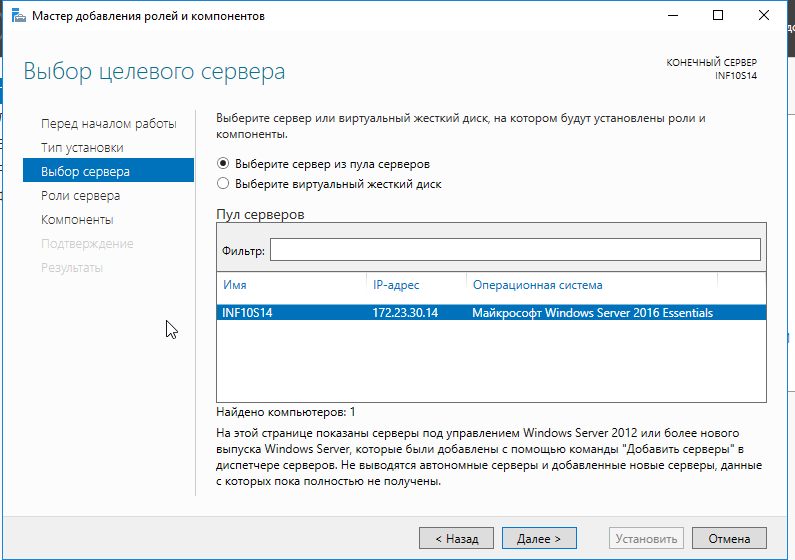 Мастер добавления ролей и компонентов
Выбор целевого сервера
КОНЕЧНЫЙ СЕРВЕР
INF10S14
Перед началом работы
Тип установки
Выбор сервера
Роли сервера
Компоненты
Подтверждение
Результаты
Выберите сервер или виртуальный жесткий диск, на котором будут установлены роли и
компоненты.
Выберите сервер из пула серверов
Выберите виртуальный жесткий диск
Пул серверов
Фильтр:
Имя IP-адрес Операционная система
INF10S14 172.23.30.14 Майкрософт Windows Server 2016 Essentials
Найдено компьютеров: 1
На этой странице показаны серверы под управлением Windows Server 2012 или более нового
выпуска Windows Server, которые были добавлены с помощью команды "Добавить серверы" в
диспетчере серверов. Не выводятся автономные серверы и добавленные новые серверы, данные
с которых пока полностью не получены.
< Назад Далее > Установить Отмена